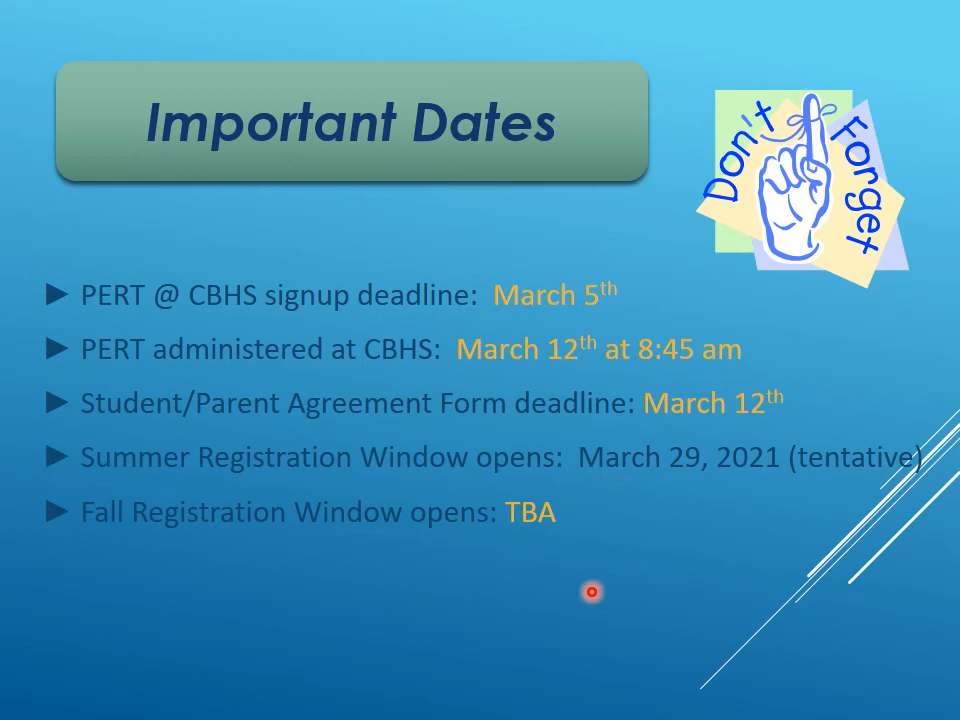 Important Dates
Don't Forget
► PERT @ CBHS signup deadline: March 5th
► PERT administered at CBHS: March 12th at 8:45 am
► Student/Parent Agreement Form deadline: March 12th
► Summer Registration Window opens: March 29, 2021 (tentative)
► Fall Registration Window opens: TBA